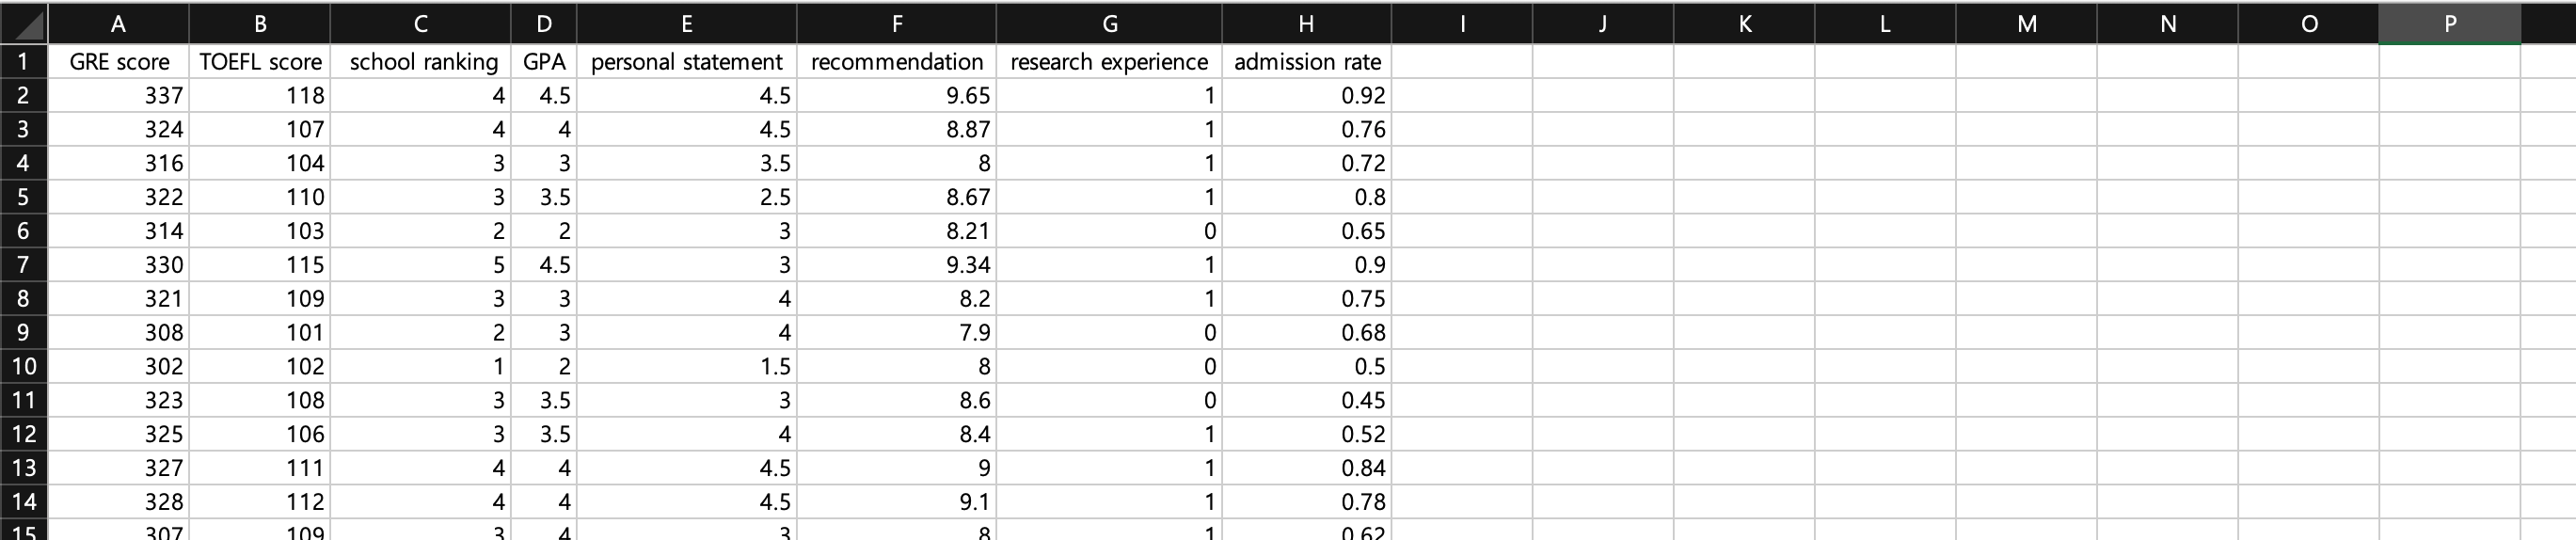 A B C D E F G H I J K L M N O P
1 GRE score TOEFL score school ranking GPA personal statement recommendation research experience admission rate
2 337 118 4 4.5 4.5 9.65 1 0.92
3 324 107 4 4 4.5 8.87 1 0.76
4 316 104 3 3 3.5 8 1 0.72
5 322 110 3 3.5 2.5 8.67 1 0.8
6 314 103 2 2 3 8.21 0 0.65
7 330 115 5 4.5 3 9.34 1 0.9
8 321 109 3 3 4 8.2 1 0.75
9 308 101 2 3 4 7.9 0 0.68
10 302 102 1 2 1.5 8 0 0.5
11 323 108 3 3.5 3 8.6 0 0.45
12 325 106 3 3.5 4 8.4 1 0.52
13 327 111 4 4 4.5 9 1 0.84
14 328 112 4 4 4.5 9.1 1 0.78
15 307 109 3 4 3 8 1 0.62